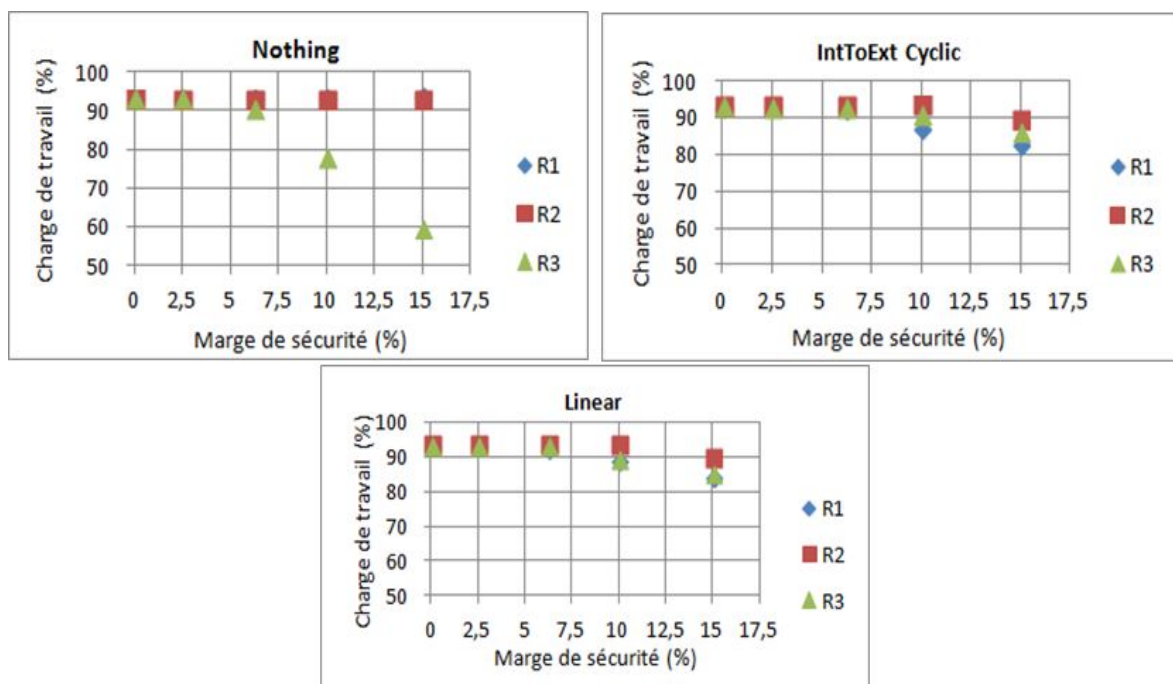 Nothing
Charge de travail (%)
100
90
80
70
60
50
0 2,5 5 7,5 10 12,5 15 17,5
Marge de sécurité (%)
R1
R2
R3
IntToExt Cyclic
Charge de travail (%)
100
90
80
70
60
50
0 2,5 5 7,5 10 12,5 15 17,5
Marge de sécurité (%)
R1
R2
R3
Linear
Charge de travail (%)
100
90
80
70
60
50
0 2,5 5 7,5 10 12,5 15 17,5
Marge de sécurité (%)
R1
R2
R3